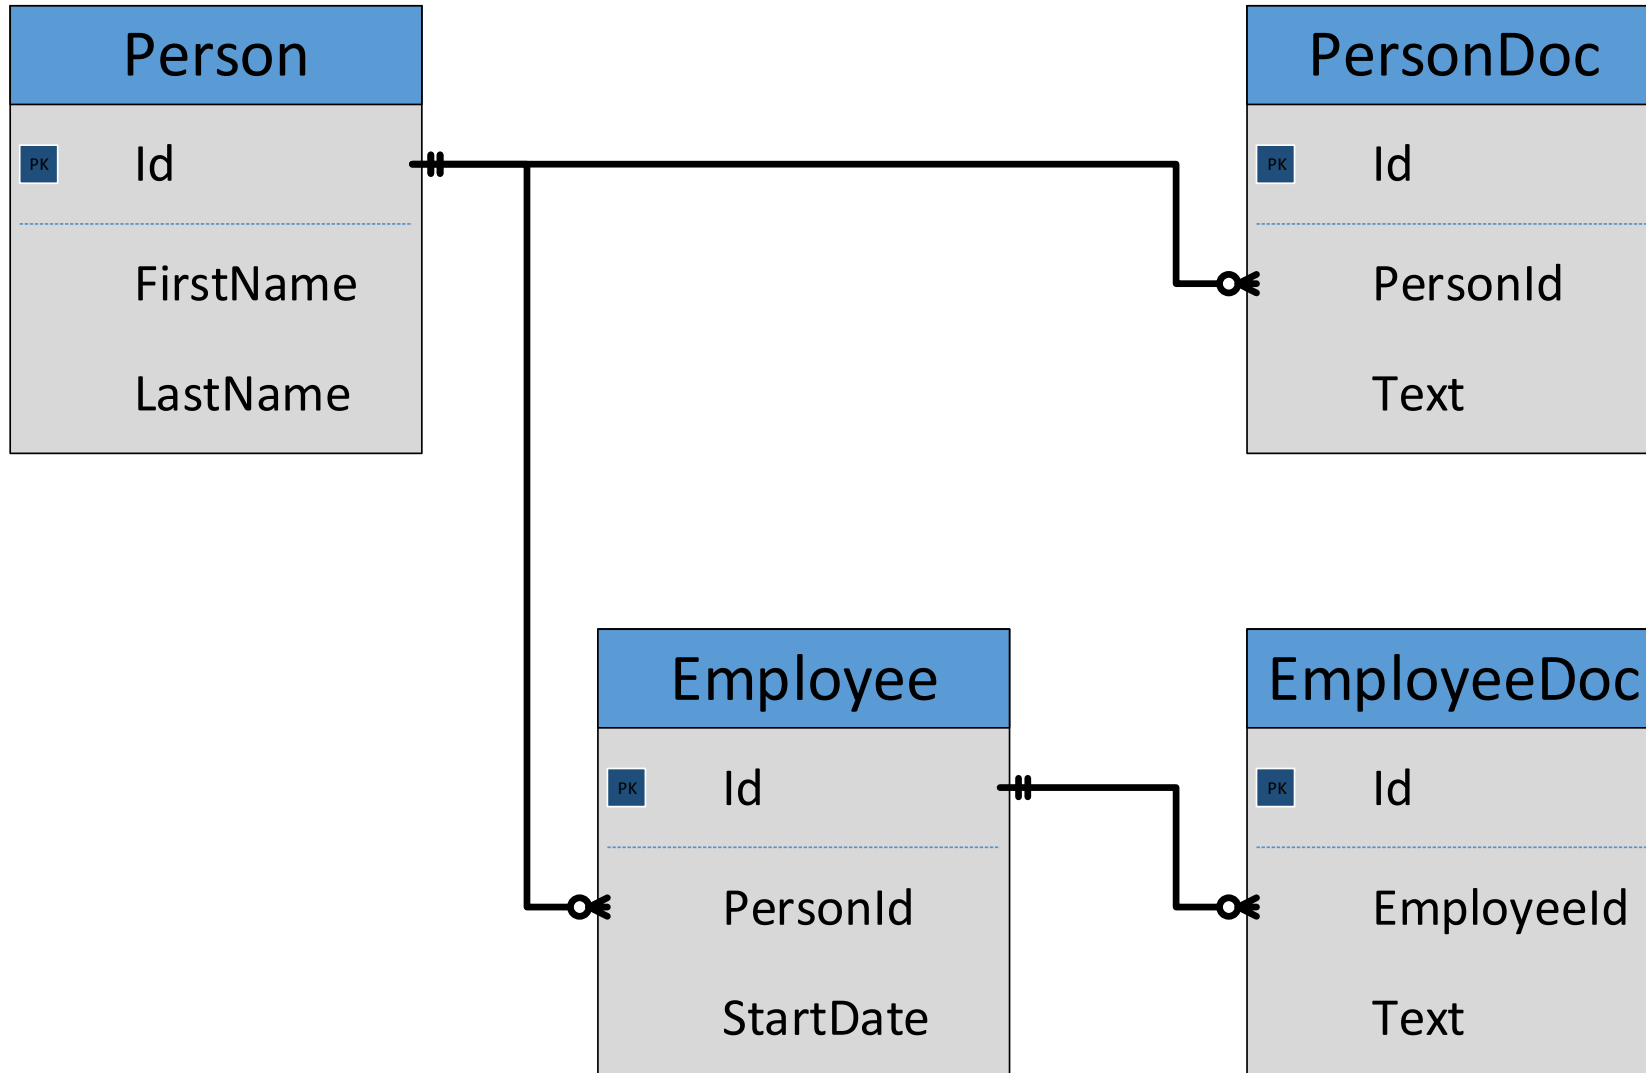 Person
PK Id
FirstName
LastName
PersonDoc
PK Id
PersonId
Text
Employee
PK Id
PersonId
StartDate
EmployeeDoc
PK Id
EmployeeId
Text